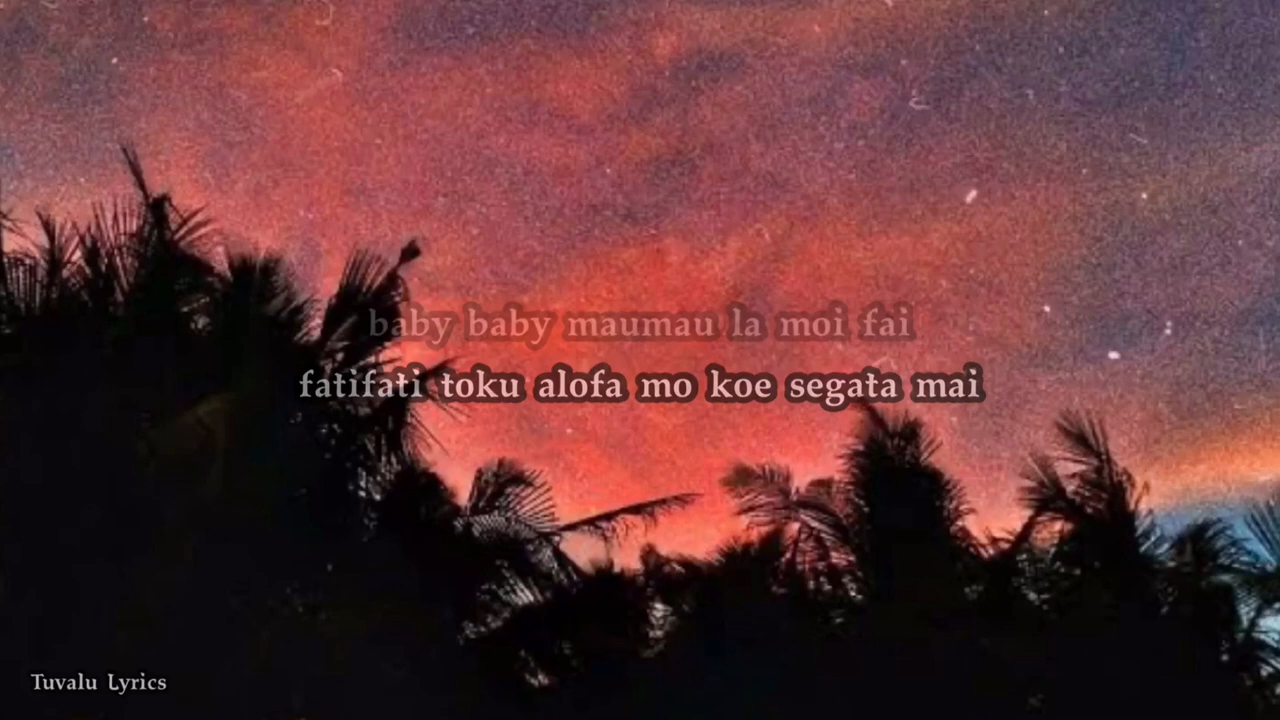 baby baby maumau la moi fai
fatifati toku alofa mo koe segata mai
Tuvalu Lyrics